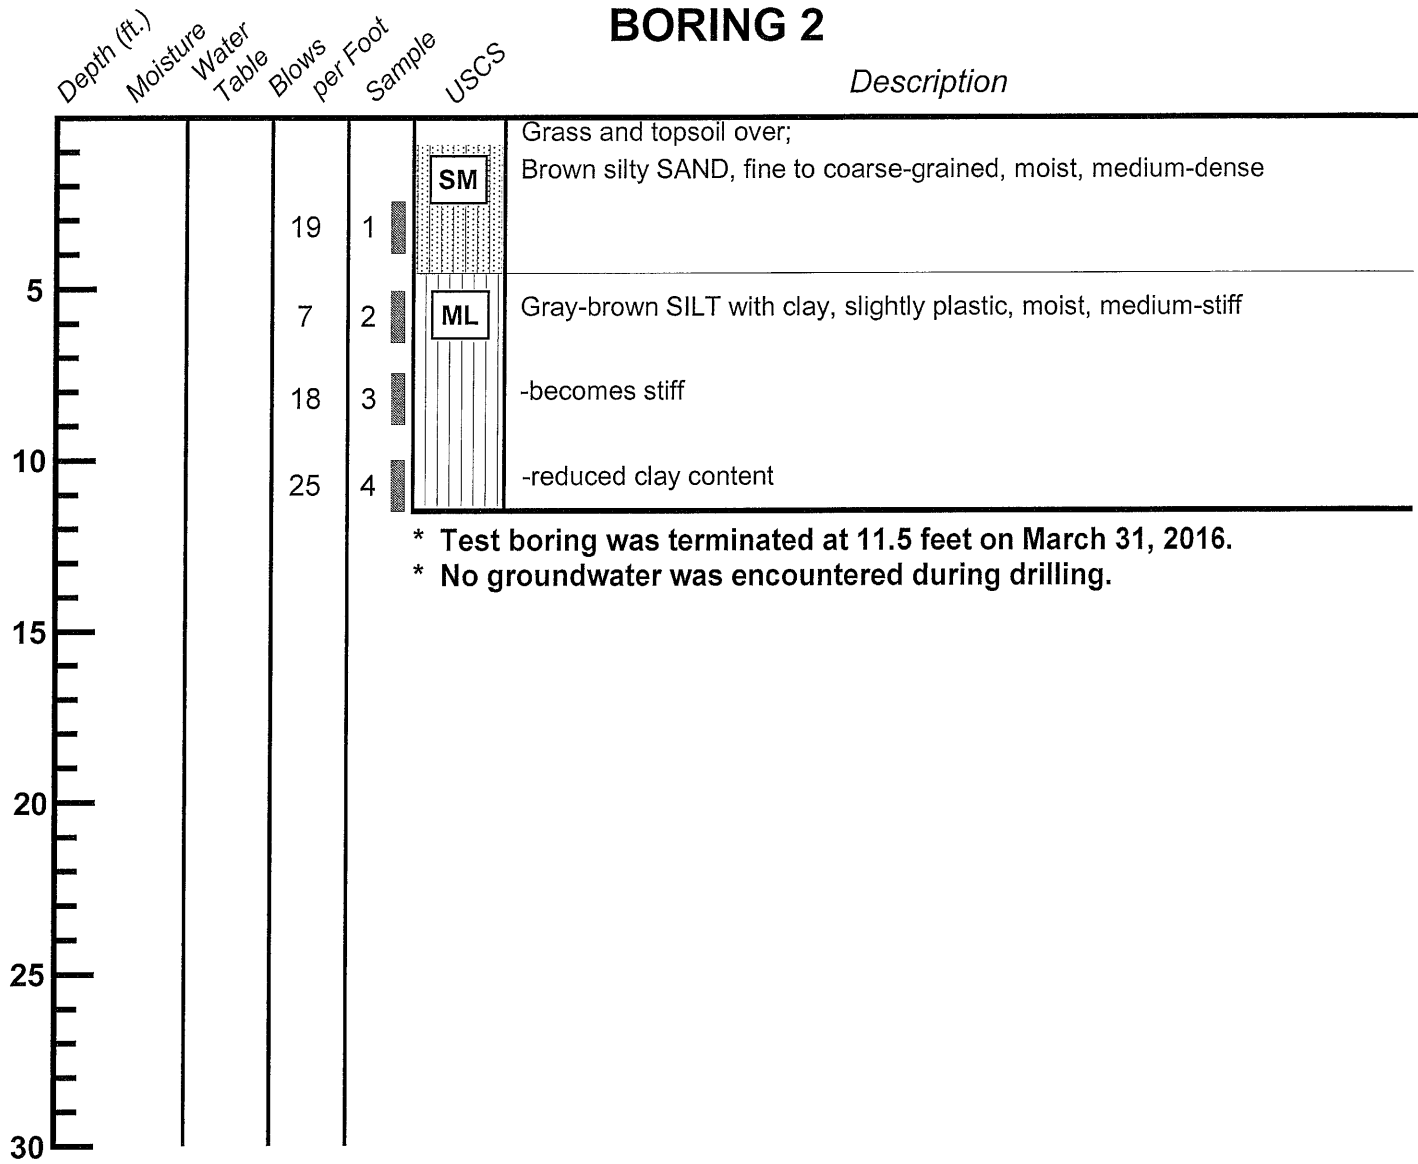 BORING 2
Depth (ft.)
Moisture
Water
Table
Blows
per Foot
Sample
USCS
Description
Grass and topsoil over;
SM
Brown silty SAND, fine to coarse-grained, moist, medium-dense
19 1
5
7 2 ML Gray-brown SILT with clay, slightly plastic, moist, medium-stiff
18 3 -becomes stiff
10
25 4 -reduced clay content
* Test boring was terminated at 11.5 feet on March 31, 2016.
* No groundwater was encountered during drilling.
15
20
25
30